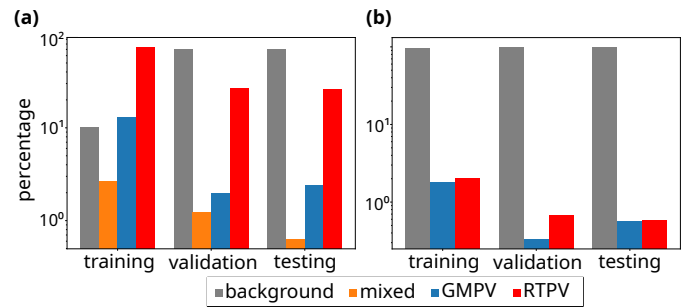 (a)
(b)
percentage
10²
10¹
10⁰
training validation testing
10¹
10⁰
training validation testing
background mixed GMPV RTPV